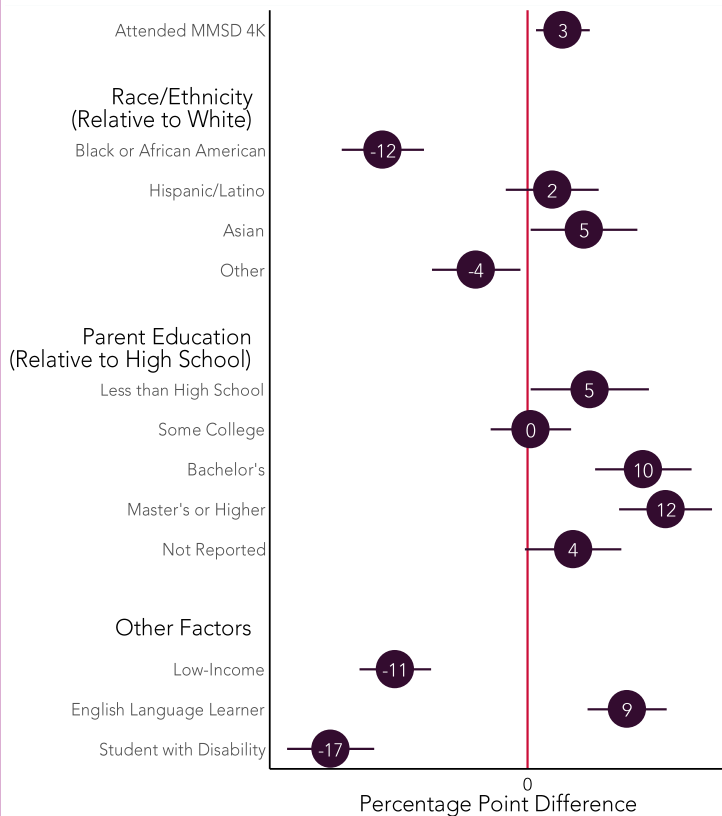 Attended MMSD 4K 3
Race/Ethnicity
(Relative to White)
Black or African American -12
Hispanic/Latino 2
Asian 5
Other -4
Parent Education
(Relative to High School)
Less than High School 5
Some College 0
Bachelor's 10
Master's or Higher 12
Not Reported 4
Other Factors
Low-Income -11
English Language Learner 9
Student with Disability -17
0
Percentage Point Difference